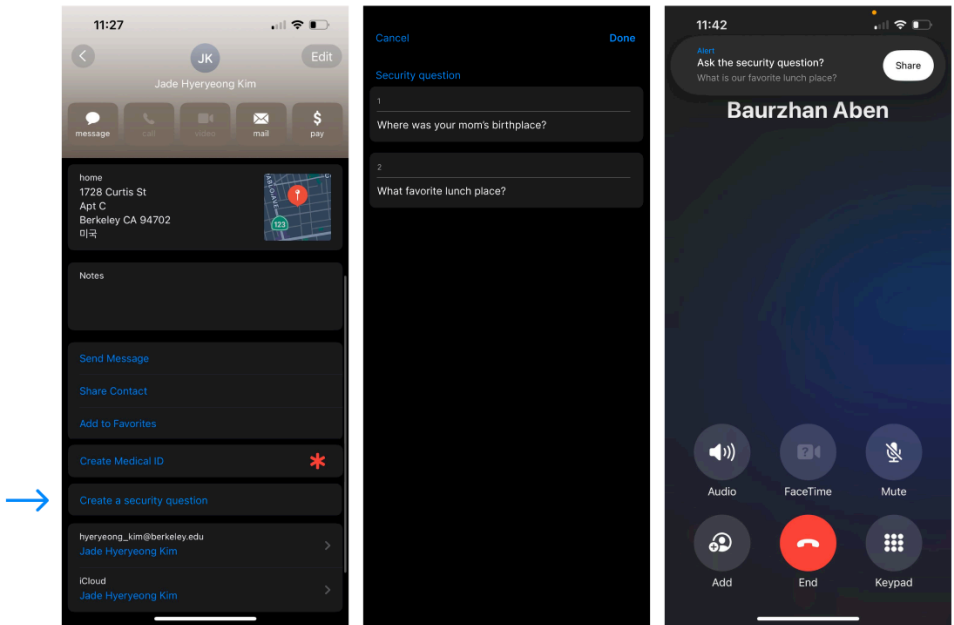 11:27
JK
Edit
Jade Hyeryeong Kim
message
call
video
mail
$
pay
home
1728 Curtis St
Apt C
Berkeley CA 94702
미국
123
Notes
Send Message
Share Contact
Add to Favorites
Create Medical ID
Create a security question
hyeryeong_kim@berkeley.edu
Jade Hyeryeong Kim
iCloud
Jade Hyeryeong Kim
Cancel
Done
Security question
1
Where was your mom's birthplace?
2
What favorite lunch place?
11:42
Alert
Ask the security question?
What is our favorite lunch place?
Share
Baurzhan Aben
Audio
FaceTime
Mute
Add
End
Keypad